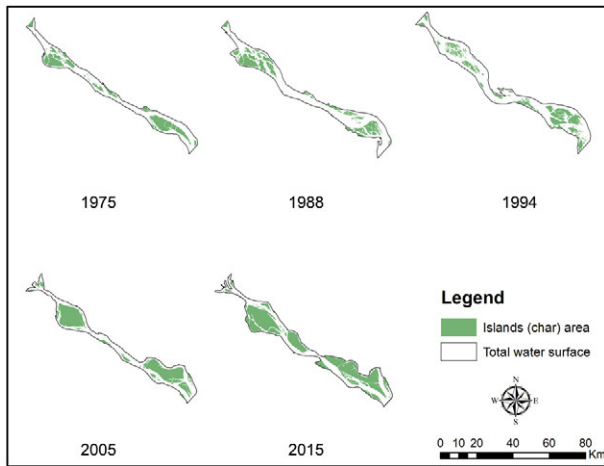 1975
1988
1994
2005
2015
Legend
Islands (char) area
Total water surface
N
W E
S
0 10 20 40 60 80
Km